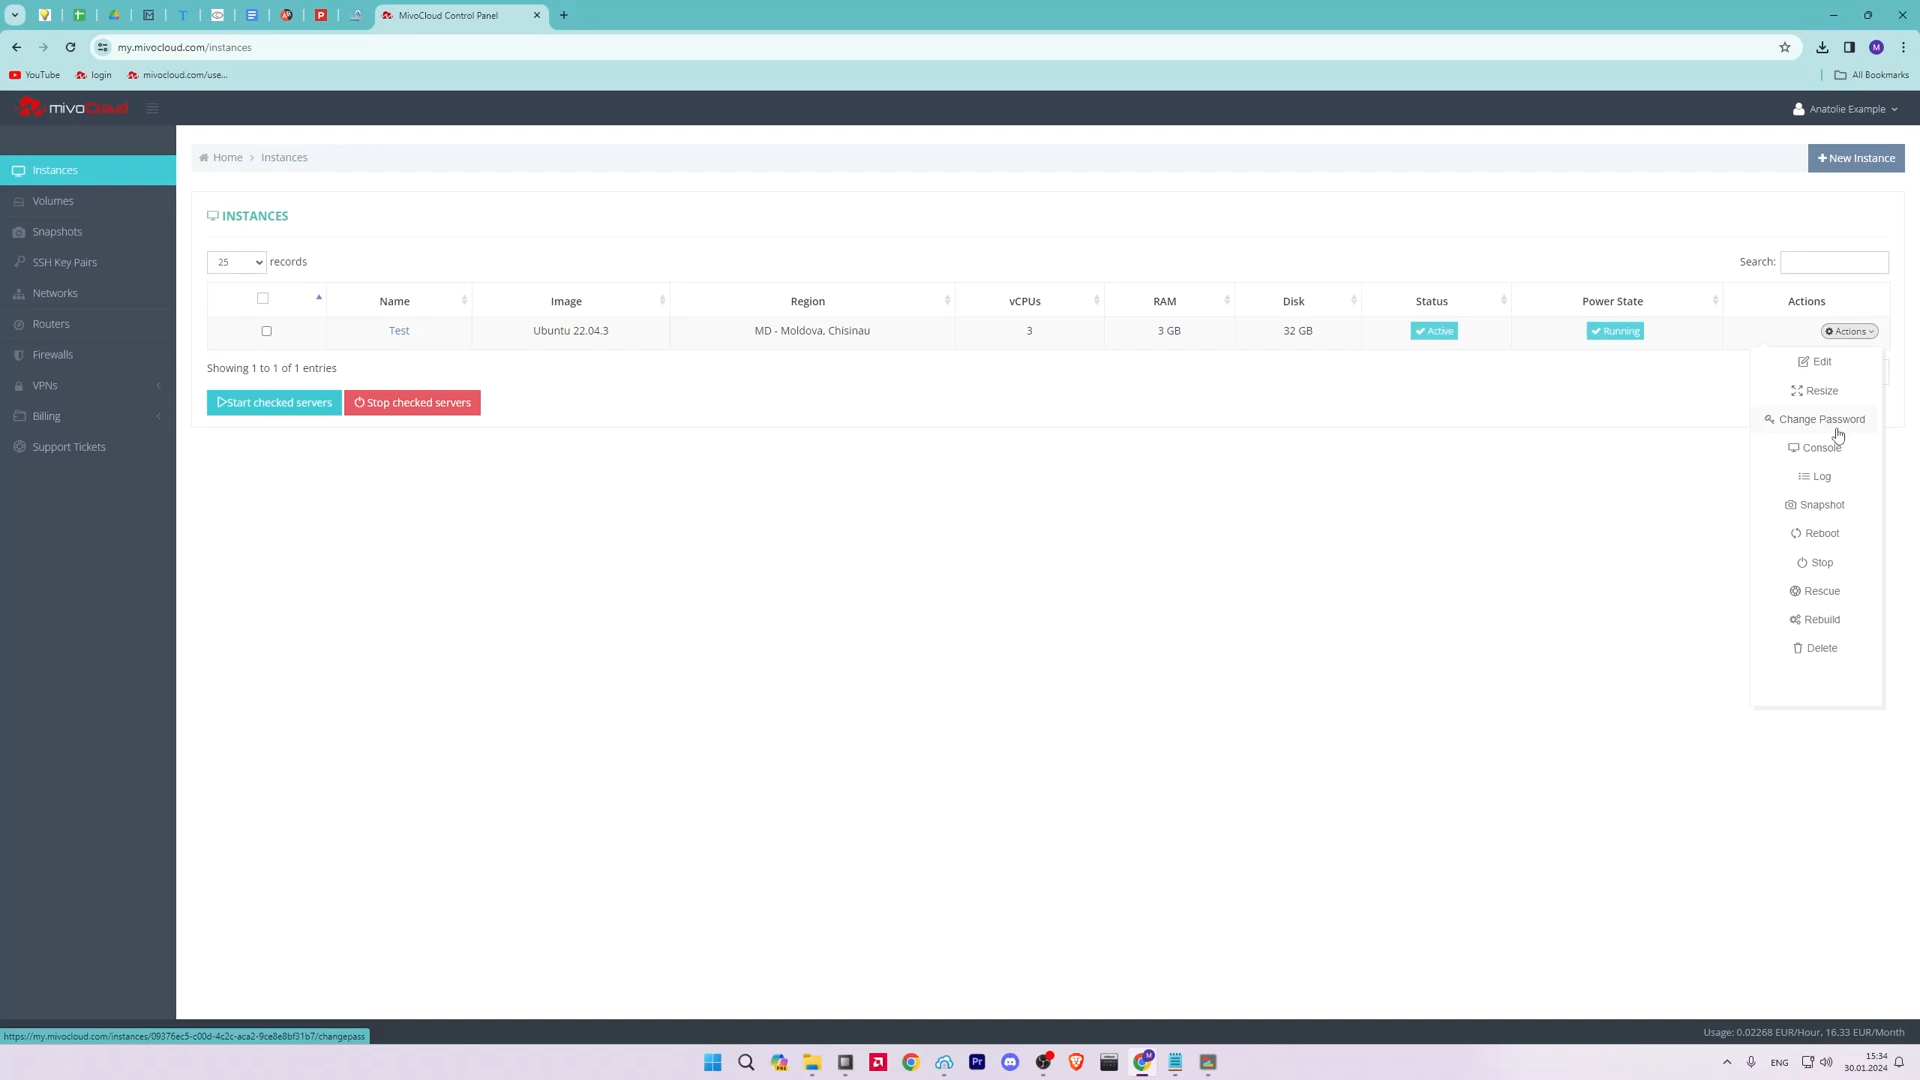 MivoCloud Control Panel
my.mivocloud.com/instances
YouTube
login
mivocloud.com/use...
All Bookmarks
mivoCloud
Anatolie Example
Instances
Volumes
Snapshots
SSH Key Pairs
Networks
Routers
Firewalls
VPNs
Billing
Support Tickets
Home > Instances
+ New Instance
INSTANCES
25 records
Search:
Name Image Region vCPUs RAM Disk Status Power State Actions
Test Ubuntu 22.04.3 MD - Moldova, Chisinau 3 3 GB 32 GB Active Running Actions
Showing 1 to 1 of 1 entries
Start checked servers
Stop checked servers
Edit
Resize
Change Password
Console
Log
Snapshot
Reboot
Stop
Rescue
Rebuild
Delete
https://my.mivocloud.com/instances/09376ec5-c00d-4c2c-aca2-9ce8e8bf31b7/changepass
Usage: 0.02268 EUR/Hour, 16.33 EUR/Month
ENG
15:34
30.01.2024